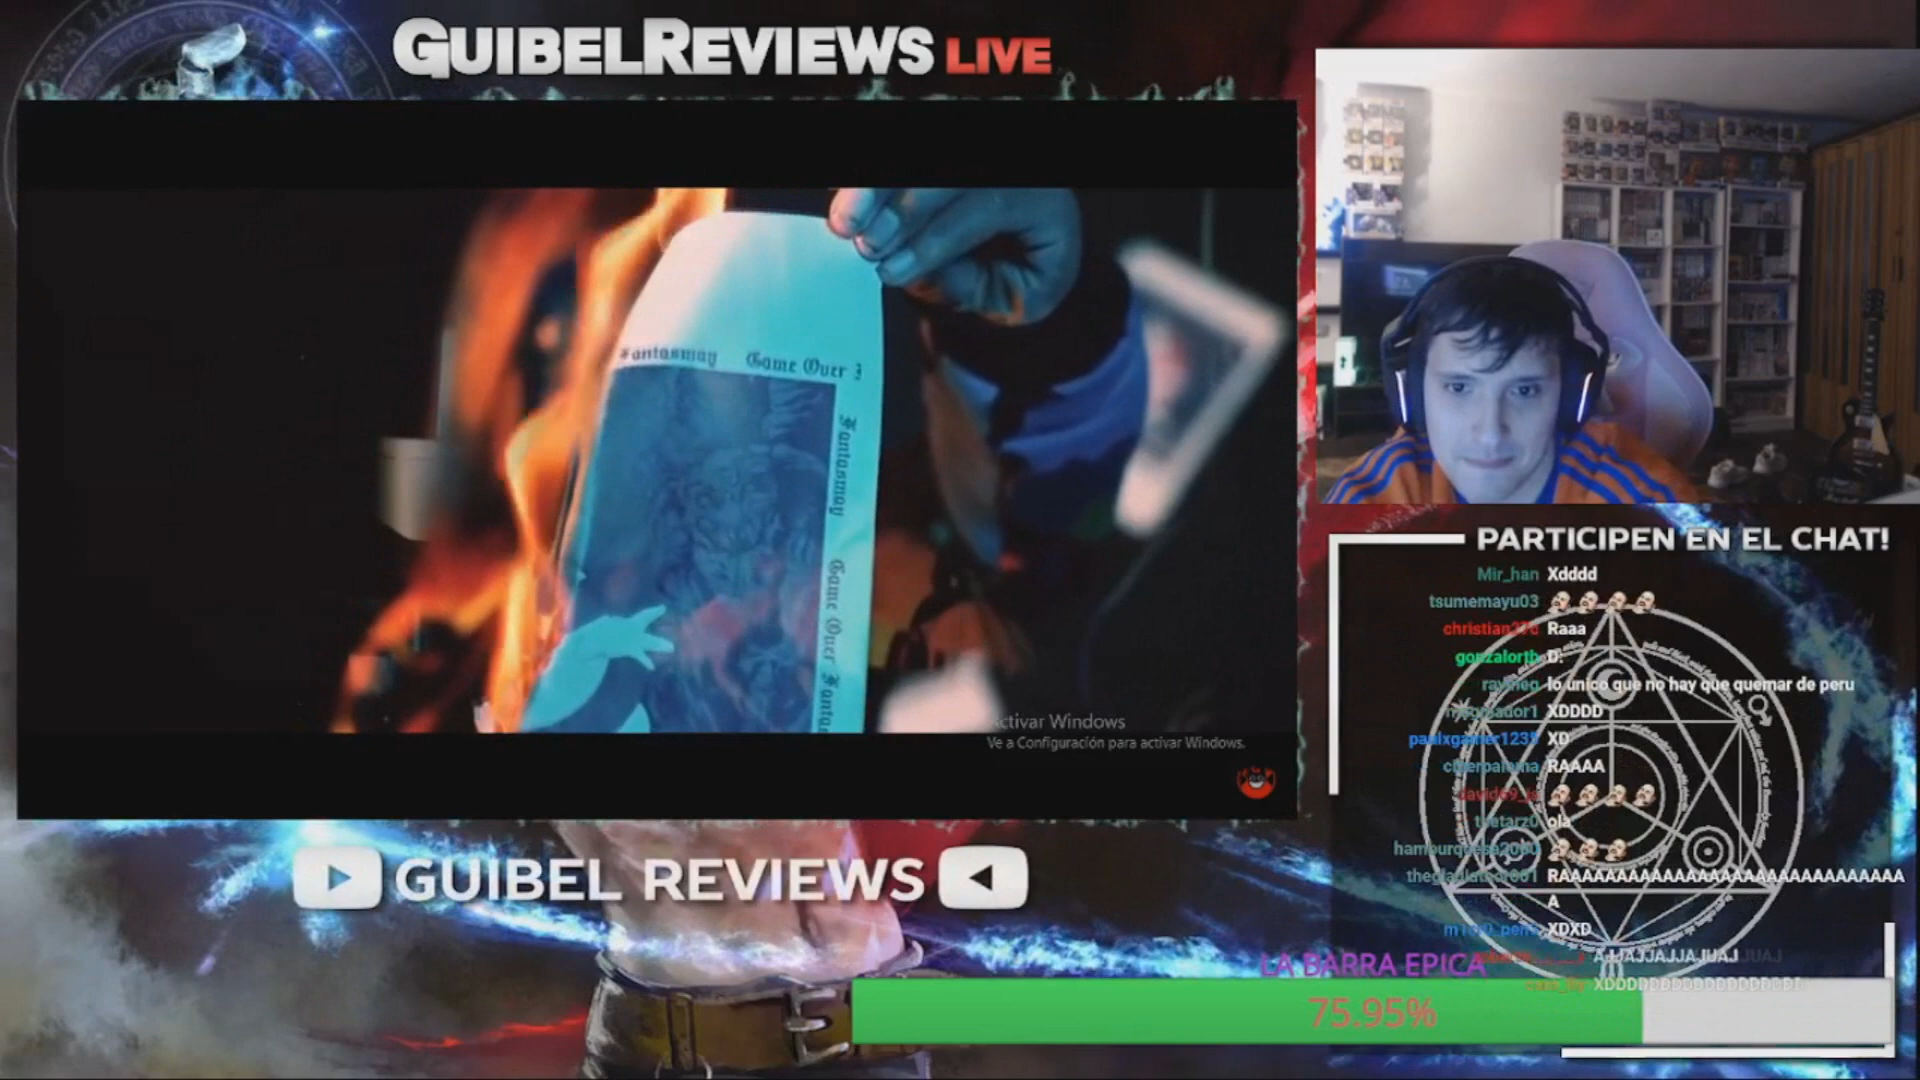 GUIBELREVIEWS LIVE
Fantasmay Game Over
Fantasmay Game Over
Activar Windows
Ve a Configuración para activar Windows.
GUIBEL REVIEWS
PARTICIPEN EN EL CHAT!
Mir_han Xdddd
tsumemayu03
Raaa
gonzalortb D:
lo unico que no hay que quemar de peru
XDDDD
XD
RAAAA
ola
RAAAAAAAAAAAAAAAAAAAAAAAAAAAAAA
A
XDXD
LA BARRA EPICA
75.95%